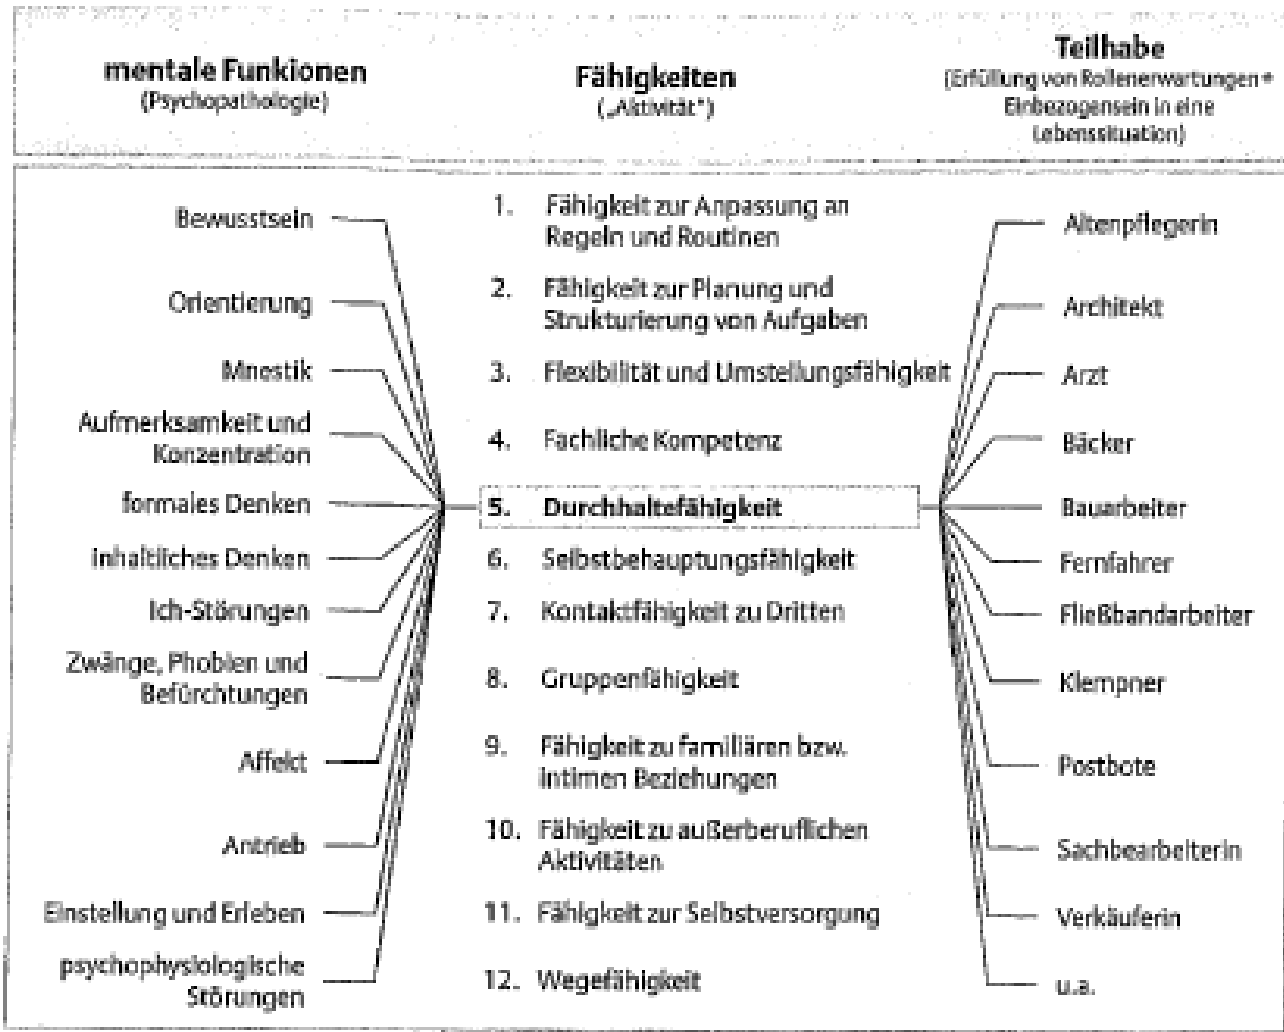 mentale Funkionen
(Psychopathologie)
Fähigkeiten
(„Aktivität")
Teilhabe
(Erfüllung von Rollenerwartungen+
Einbezogensein in eine
Lebenssituation)
Bewusstsein
Orientierung
Mnestik
Aufmerksamkeit und
Konzentration
formales Denken
inhaltliches Denken
Ich-Störungen
Zwänge, Phobien und
Befürchtungen
Affekt
Antrieb
Einstellung und Erleben
psychophysiologische
Störungen
1. Fähigkeit zur Anpassung an
Regeln und Routinen
2. Fähigkeit zur Planung und
Strukturierung von Aufgaben
3. Flexibilität und Umstellungsfähigkeit
4. Fachliche Kompetenz
5. Durchhaltefähigkeit
6. Selbstbehauptungsfähigkeit
7. Kontaktfähigkeit zu Dritten
8. Gruppenfähigkeit
9. Fähigkeit zu familiären bzw.
intimen Beziehungen
10. Fähigkeit zu außerberuflichen
Aktivitäten
11. Fähigkeit zur Selbstversorgung
12. Wegefähigkeit
Altenpflegerin
Architekt
Arzt
Bäcker
Bauarbeiter
Fernfahrer
Fließbandarbeiter
Klempner
Postbote
Sachbearbeiterin
Verkäuferin
u.a.